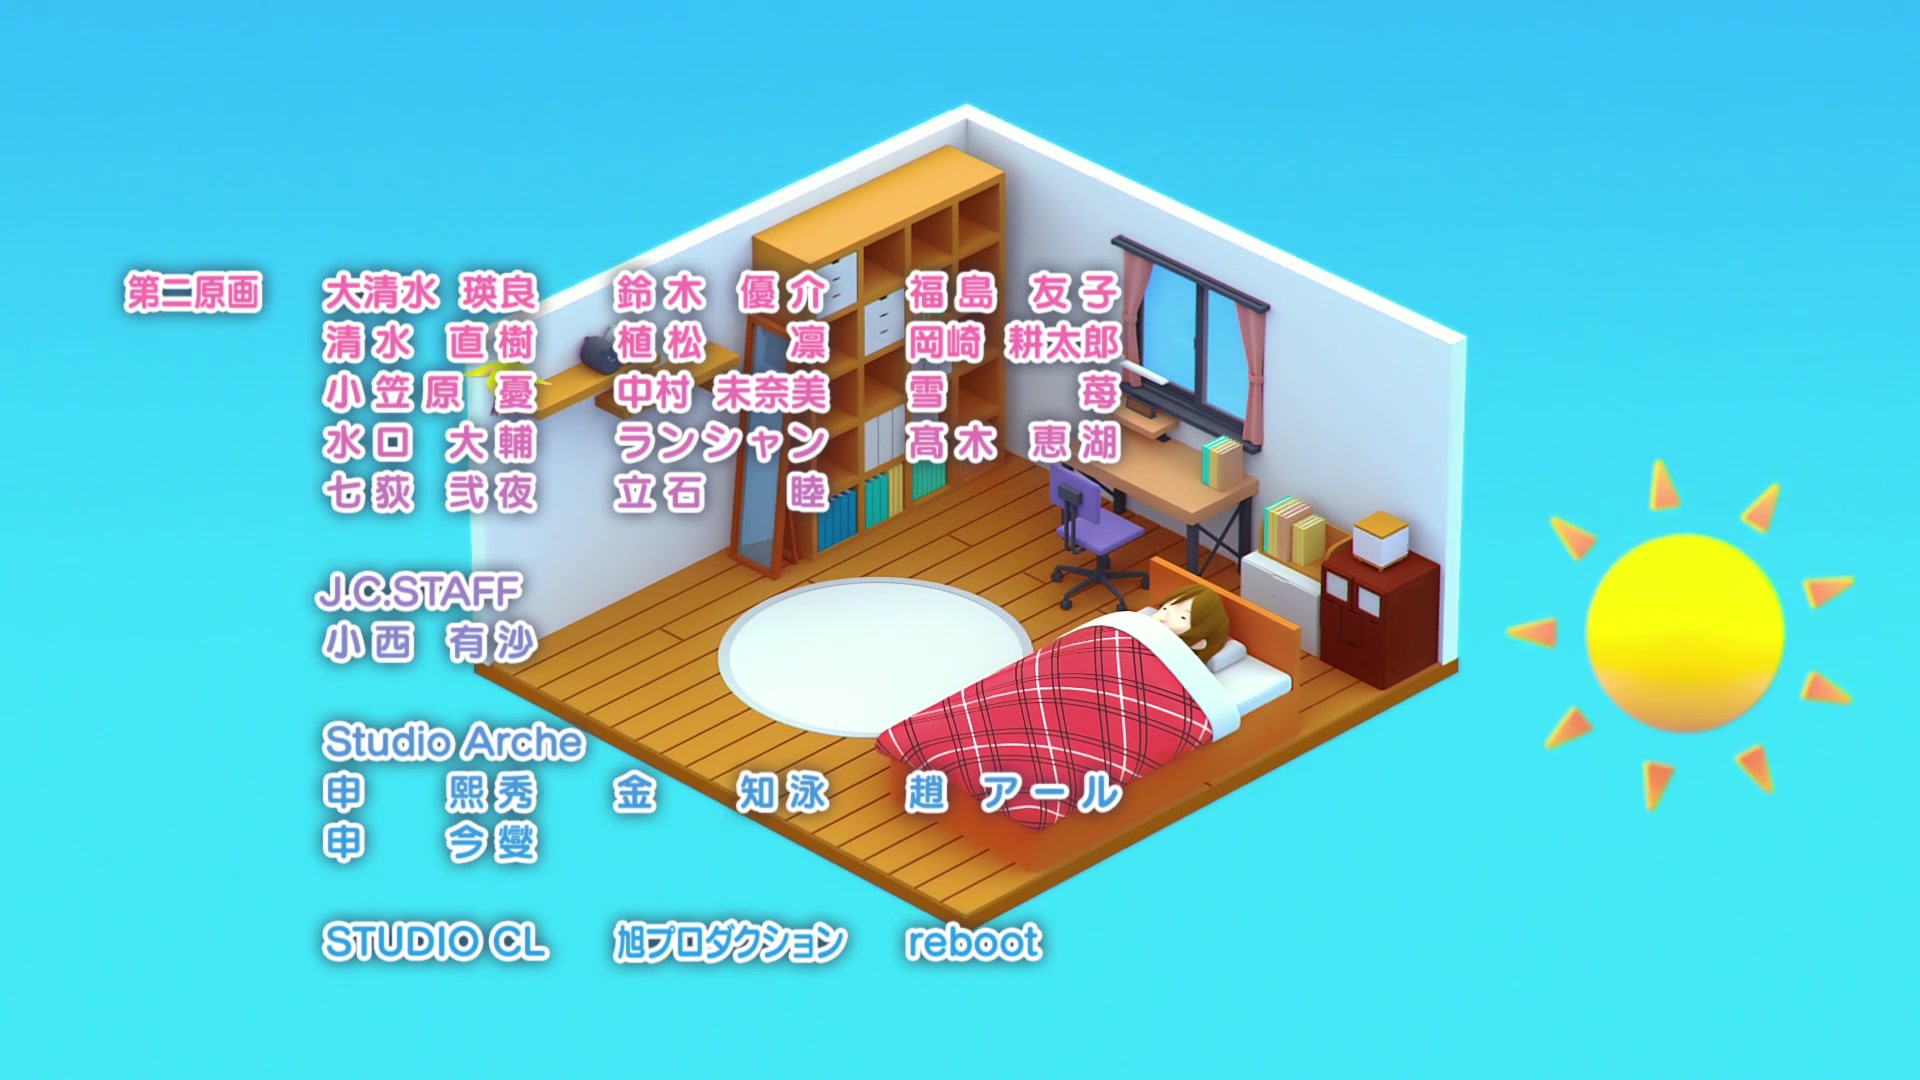 第二原画 大清水 瑛良 鈴木 優介 福島 友子
清水 直樹 植松 凛 岡崎 耕太郎
小笠原 憂 中村 未奈美 雪 苺
水口 大輔 ランシャン 髙木 恵湖
七荻 弐夜 立石 睦
J.C.STAFF
小西 有沙
Studio Arche
申 熙秀 金 知泳 趙 アール
申 今燮
STUDIO CL 旭プロダクション reboot